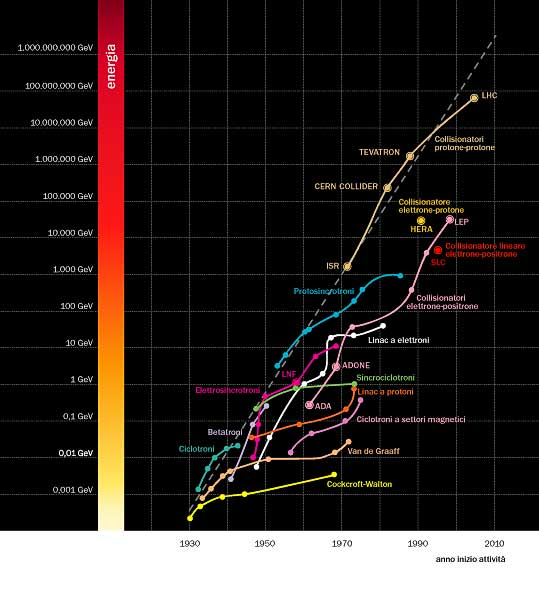 energia
1.000.000.000 GeV
100.000.000 GeV
10.000.000 GeV
1.000.000 GeV
100.000 GeV
10.000 GeV
1.000 GeV
100 GeV
10 GeV
1 GeV
0,1 GeV
0,01 GeV
0,001 GeV
LHC
Collisionatori
protone-protone
TEVATRON
CERN COLLIDER
Collisionatore
elettrone-protone
HERA
LEP
Collisionatore lineare
elettrone-positrone
SLC
ISR
Protosincrotroni
Collisionatori
elettrone-positrone
Linac a elettroni
ADONE
LNF
Sincrociclotroni
Elettrosincrotroni
Linac a protoni
ADA
Ciclotroni a settori magnetici
Betatroni
Ciclotroni
Van de Graaff
Cockcroft-Walton
1930
1950
1970
1990
2010
anno inizio attività